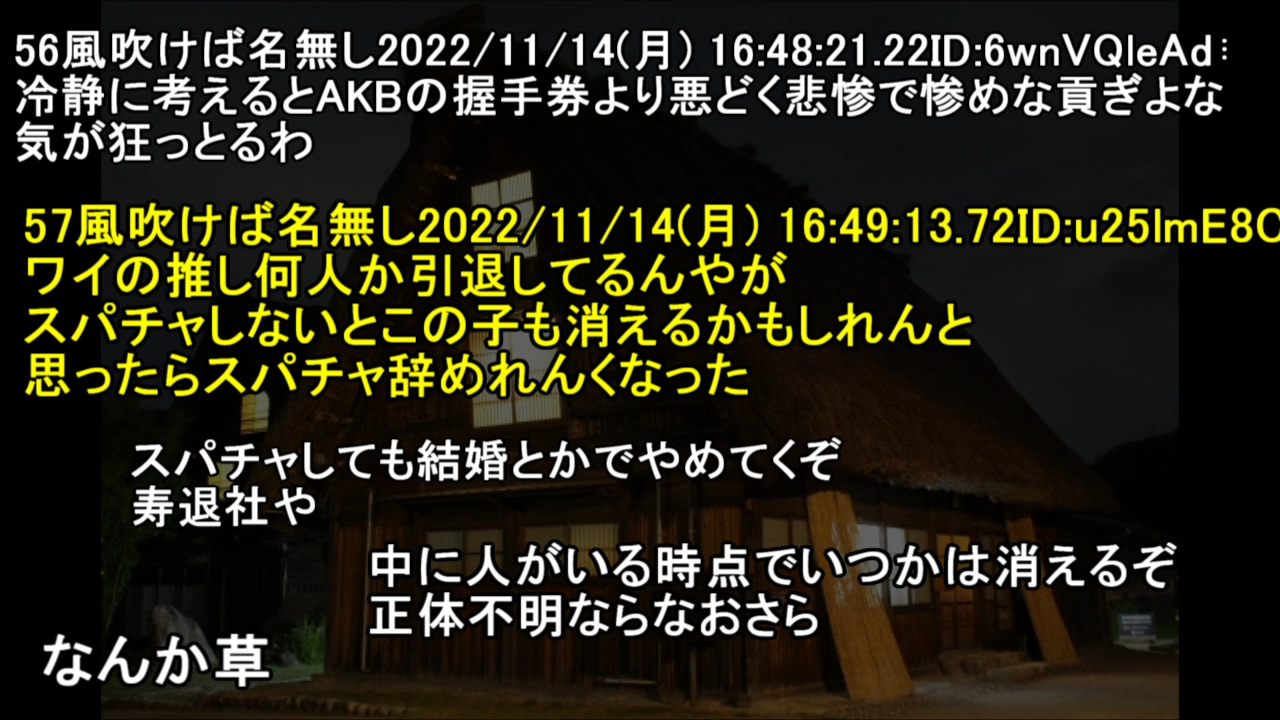 56風吹けば名無し2022/11/14(月) 16:48:21.22ID:6wnVQleAd
冷静に考えるとAKBの握手券より悪どく悲惨で惨めな貢ぎよな
気が狂っとるわ
57風吹けば名無し2022/11/14(月) 16:49:13.72ID:u25lmE8C
ワイの推し何人か引退してるんやが
スパチャしないとこの子も消えるかもしれんと
思ったらスパチャ辞めれんくなった
スパチャしても結婚とかでやめてくぞ
寿退社や
中に人がいる時点でいつかは消えるぞ
正体不明ならなおさら
なんか草